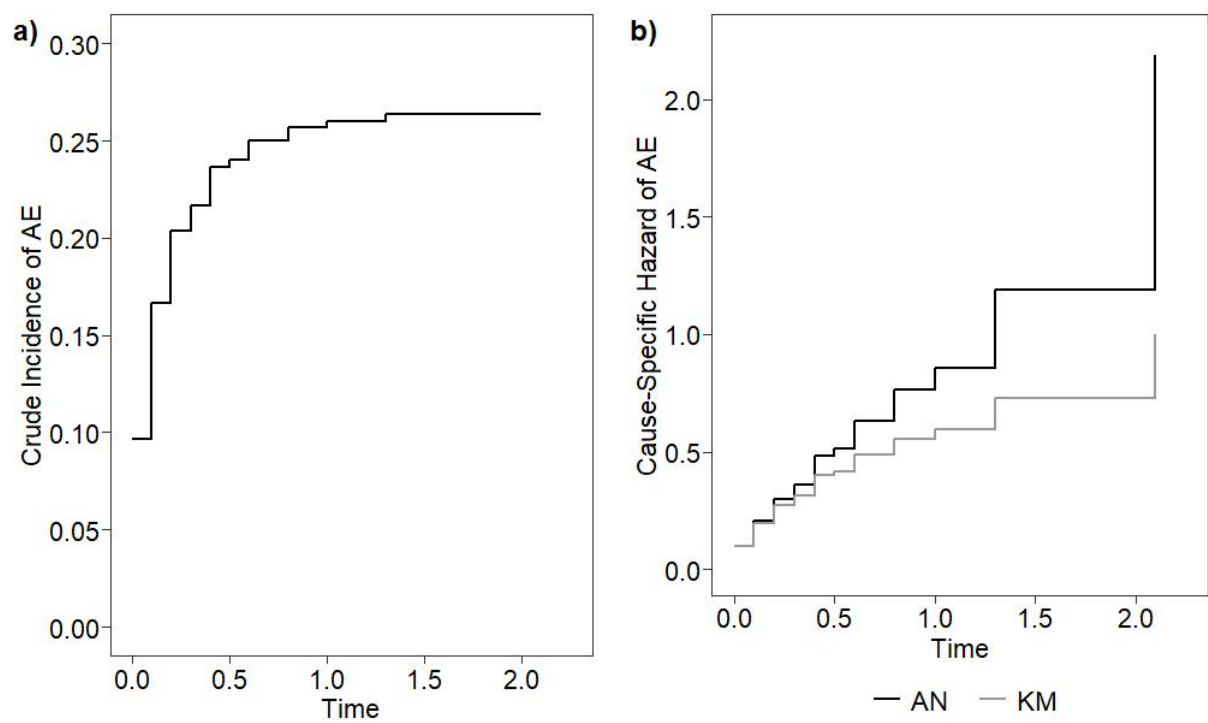 a)
Crude Incidence of AE
0.30
0.25
0.20
0.15
0.10
0.05
0.00
0.0 0.5 1.0 1.5 2.0
Time
b)
Cause-Specific Hazard of AE
2.0
1.5
1.0
0.5
0.0
0.0 0.5 1.0 1.5 2.0
Time
AN KM